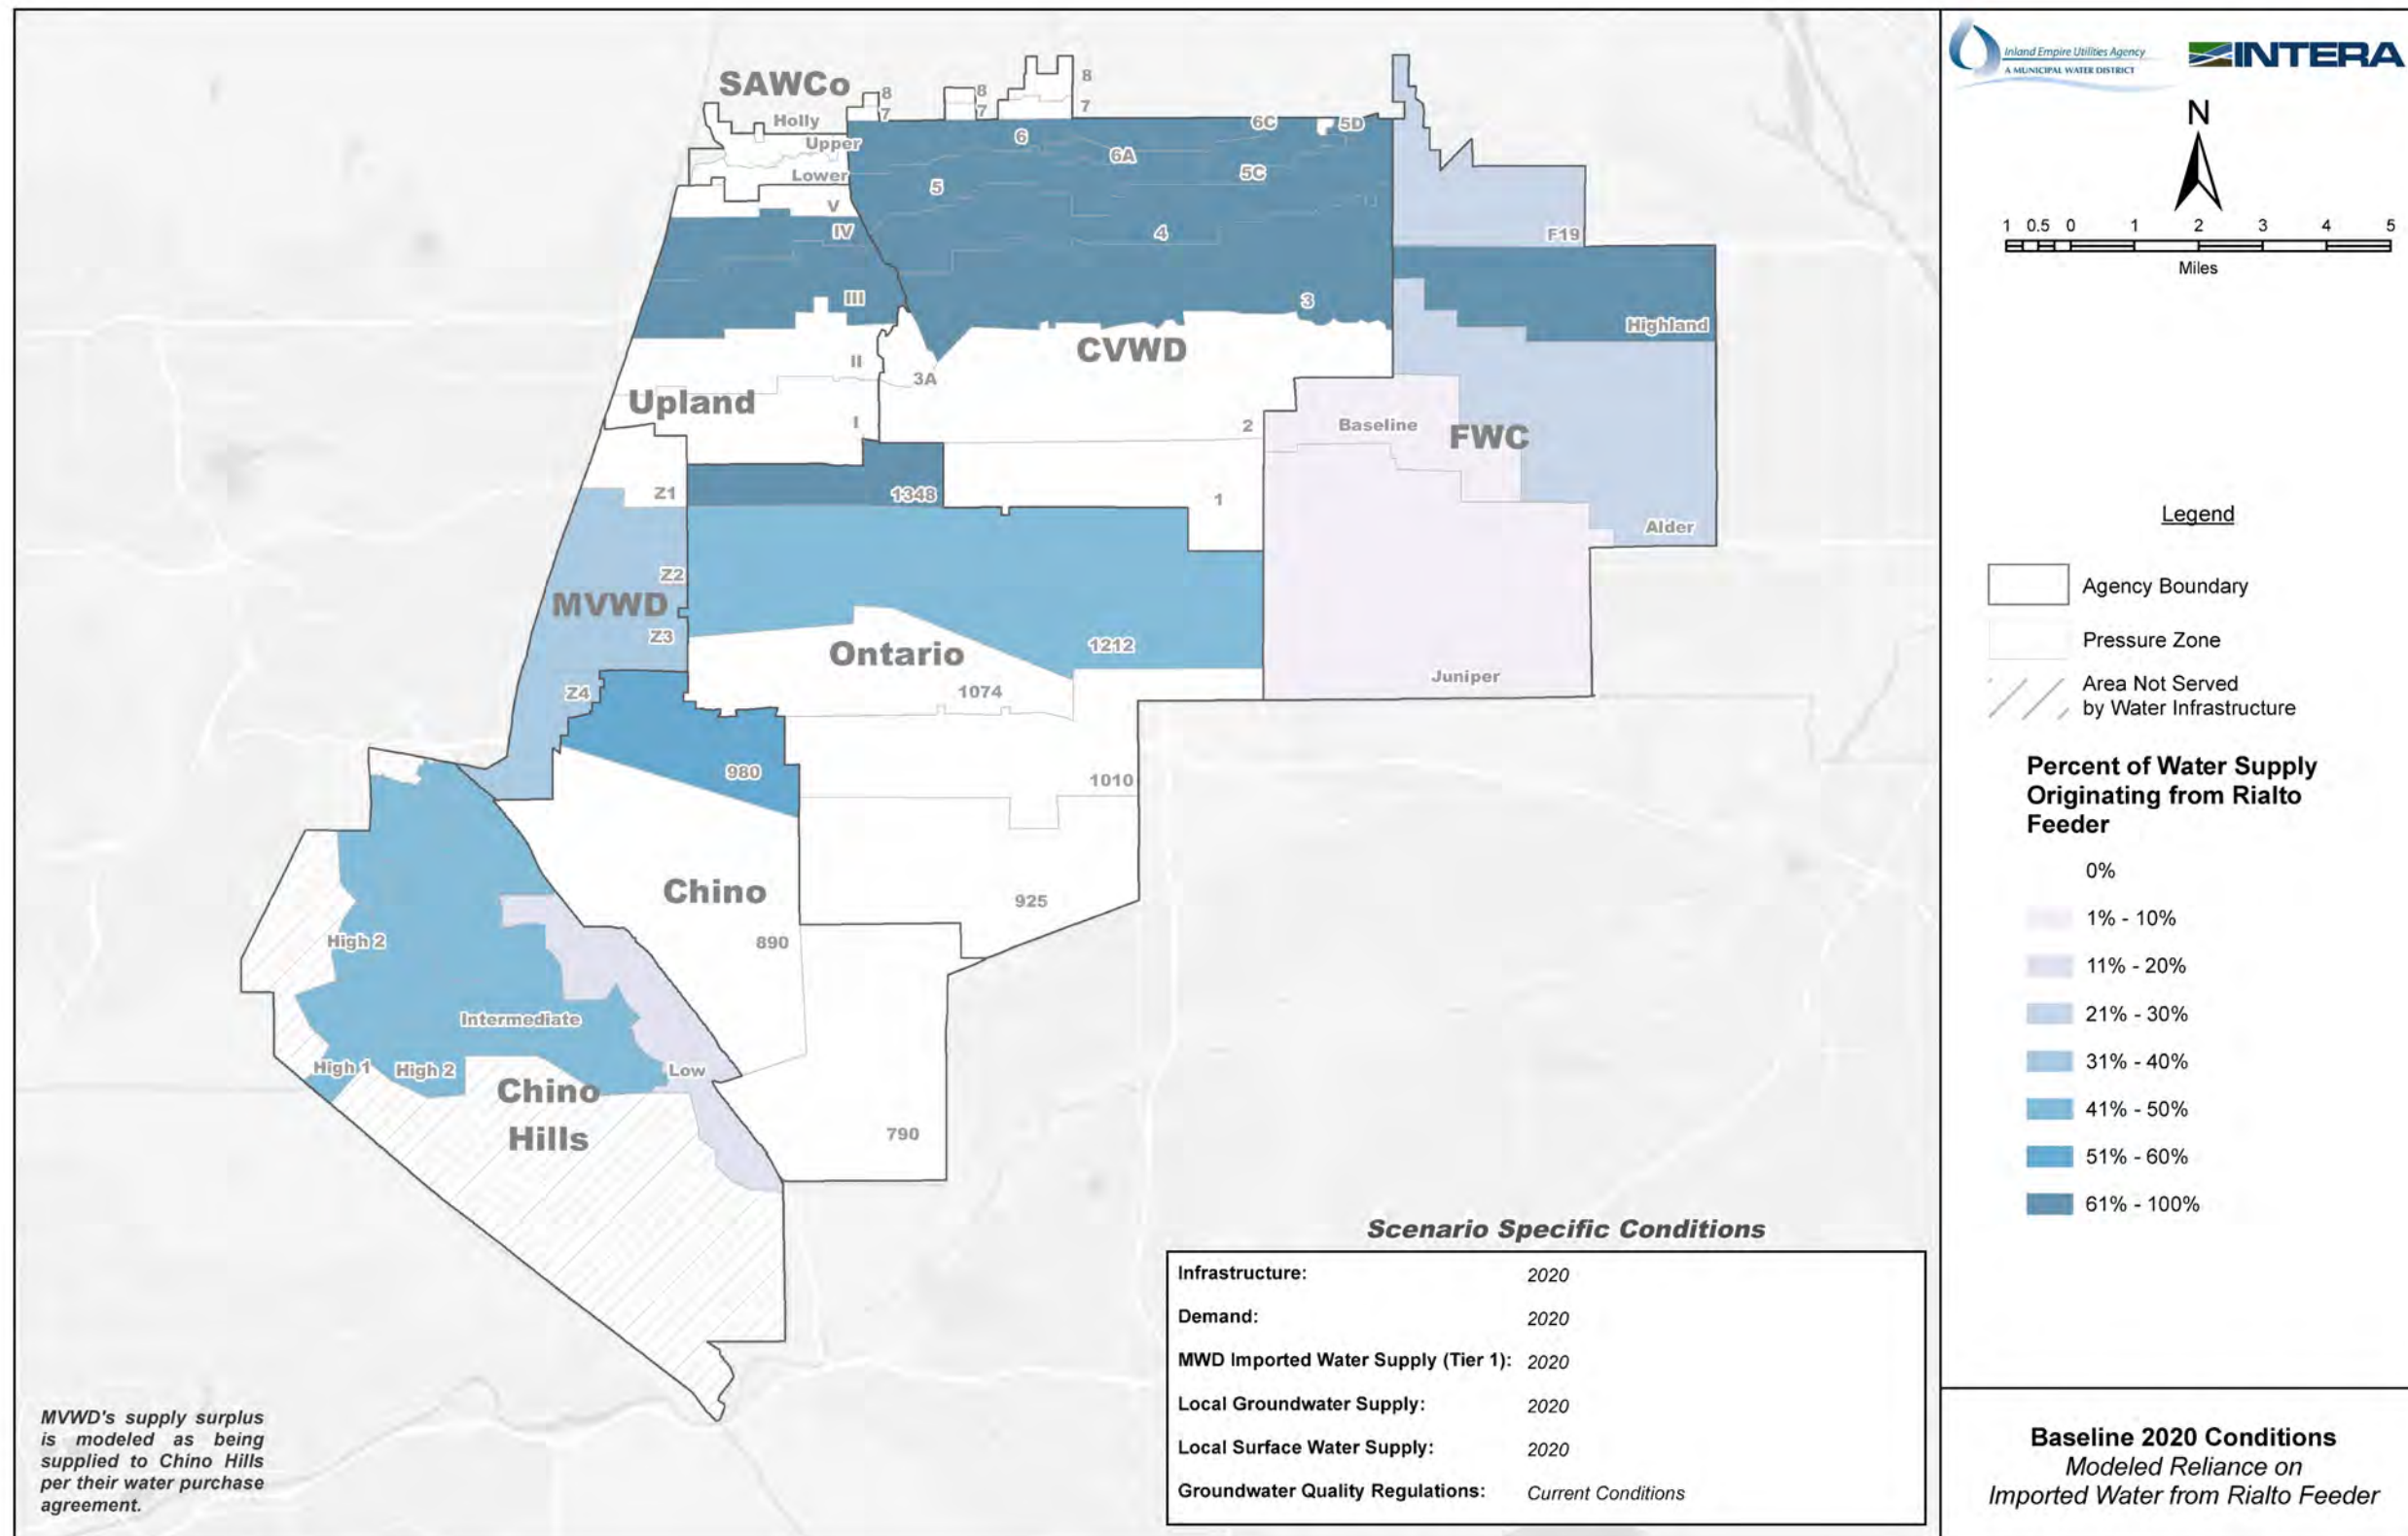 SAWCo
8
7
8
7
8
7
Holly
Upper
Lower
V
IV
III
II
I
Upland
6
6A
6C
5D
5C
5
4
3
3A
CVWD
2
1
F19
Highland
Baseline
FWC
Alder
Juniper
Z1
1348
Z2
MVWD
Z3
Z4
1212
Ontario
1074
980
1010
925
Chino
890
790
High 2
Intermediate
High 1
High 2
Low
Chino
Hills
MVWD's supply surplus
is modeled as being
supplied to Chino Hills
per their water purchase
agreement.
Scenario Specific Conditions
Infrastructure: 2020
Demand: 2020
MWD Imported Water Supply (Tier 1): 2020
Local Groundwater Supply: 2020
Local Surface Water Supply: 2020
Groundwater Quality Regulations: Current Conditions
Inland Empire Utilities Agency
A MUNICIPAL WATER DISTRICT
INTERA
N
1 0.5 0 1 2 3 4 5
Miles
Legend
Agency Boundary
Pressure Zone
Area Not Served
by Water Infrastructure
Percent of Water Supply
Originating from Rialto
Feeder
0%
1% - 10%
11% - 20%
21% - 30%
31% - 40%
41% - 50%
51% - 60%
61% - 100%
Baseline 2020 Conditions
Modeled Reliance on
Imported Water from Rialto Feeder